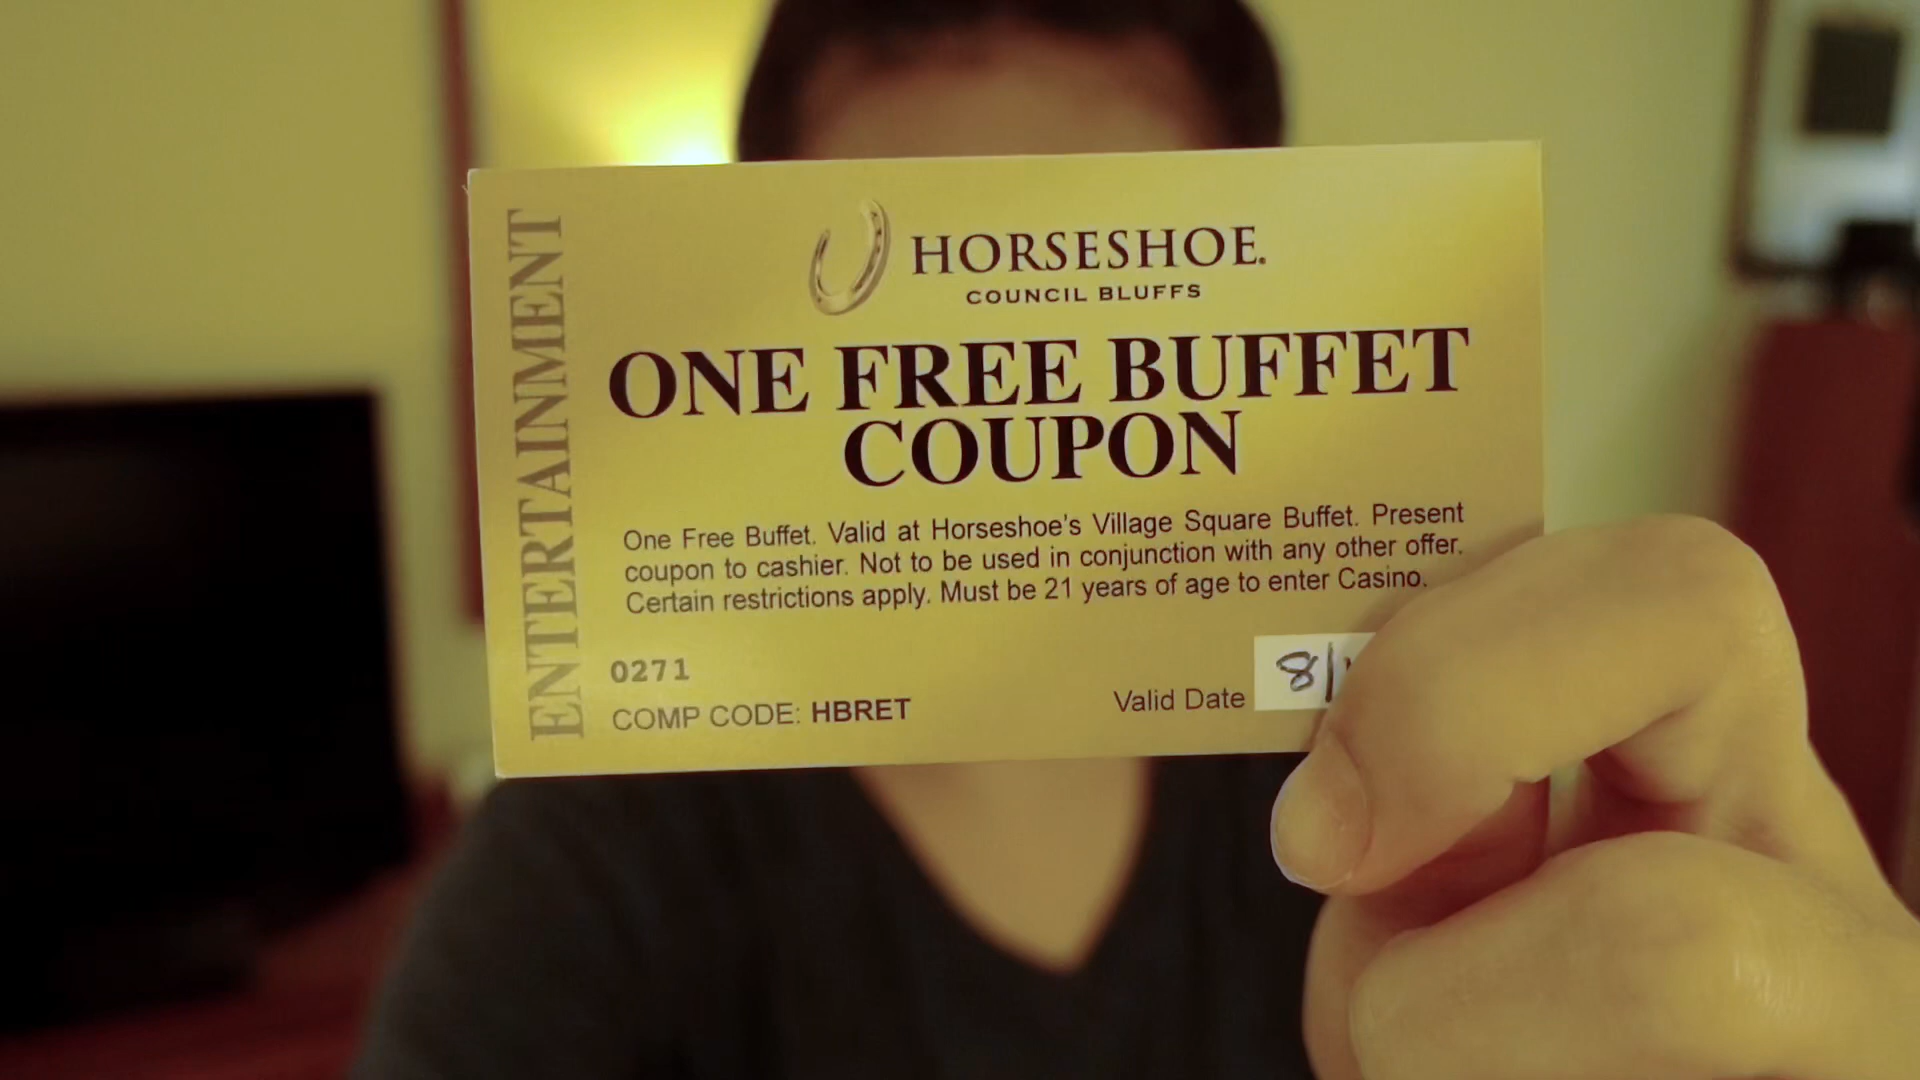 ENTERTAINMENT
HORSESHOE.
COUNCIL BLUFFS
ONE FREE BUFFET
COUPON
One Free Buffet. Valid at Horseshoe's Village Square Buffet. Present
coupon to cashier. Not to be used in conjunction with any other offer.
Certain restrictions apply. Must be 21 years of age to enter Casino.
0271
COMP CODE: HBRET
Valid Date 8/